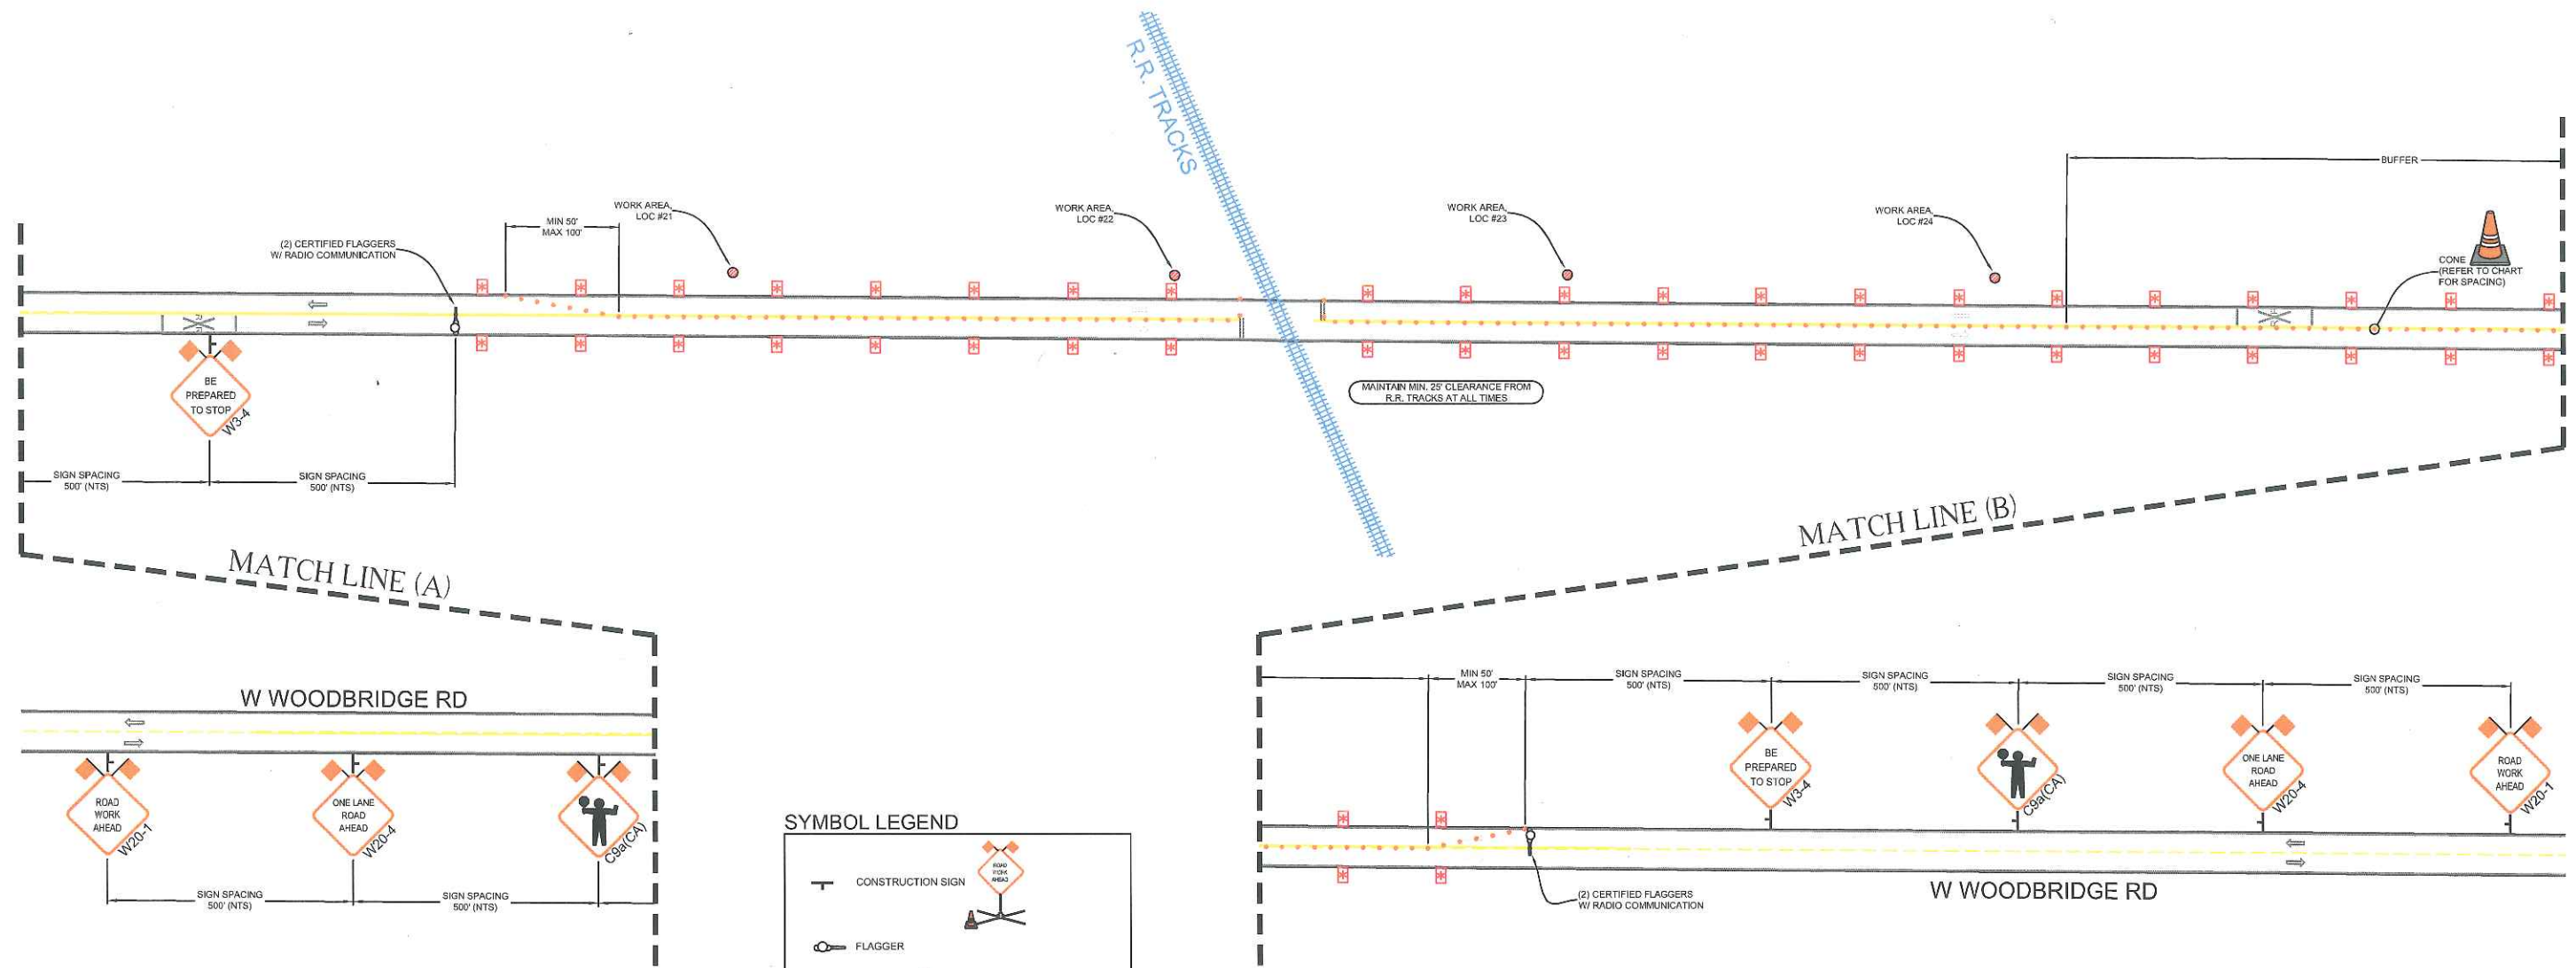 R.R. TRACKS
BUFFER
WORK AREA,
LOC #21
WORK AREA,
LOC #22
WORK AREA,
LOC #23
WORK AREA,
LOC #24
MIN 50'
MAX 100'
(2) CERTIFIED FLAGGERS
W/ RADIO COMMUNICATION
CONE
(REFER TO CHART
FOR SPACING)
R R
R R
BE
PREPARED
TO STOP
W3-4
MAINTAIN MIN. 25' CLEARANCE FROM
R.R. TRACKS AT ALL TIMES
SIGN SPACING
500' (NTS)
SIGN SPACING
500' (NTS)
MATCH LINE (A)
MATCH LINE (B)
W WOODBRIDGE RD
ROAD
WORK
AHEAD
W20-1
ONE LANE
ROAD
AHEAD
W20-4
C9a(CA)
SIGN SPACING
500' (NTS)
SIGN SPACING
500' (NTS)
SYMBOL LEGEND
CONSTRUCTION SIGN
ROAD
WORK
AHEAD
FLAGGER
MIN 50'
MAX 100'
SIGN SPACING
500' (NTS)
SIGN SPACING
500' (NTS)
SIGN SPACING
500' (NTS)
SIGN SPACING
500' (NTS)
BE
PREPARED
TO STOP
W3-4
C9a(CA)
ONE LANE
ROAD
AHEAD
W20-4
ROAD
WORK
AHEAD
W20-1
(2) CERTIFIED FLAGGERS
W/ RADIO COMMUNICATION
W WOODBRIDGE RD